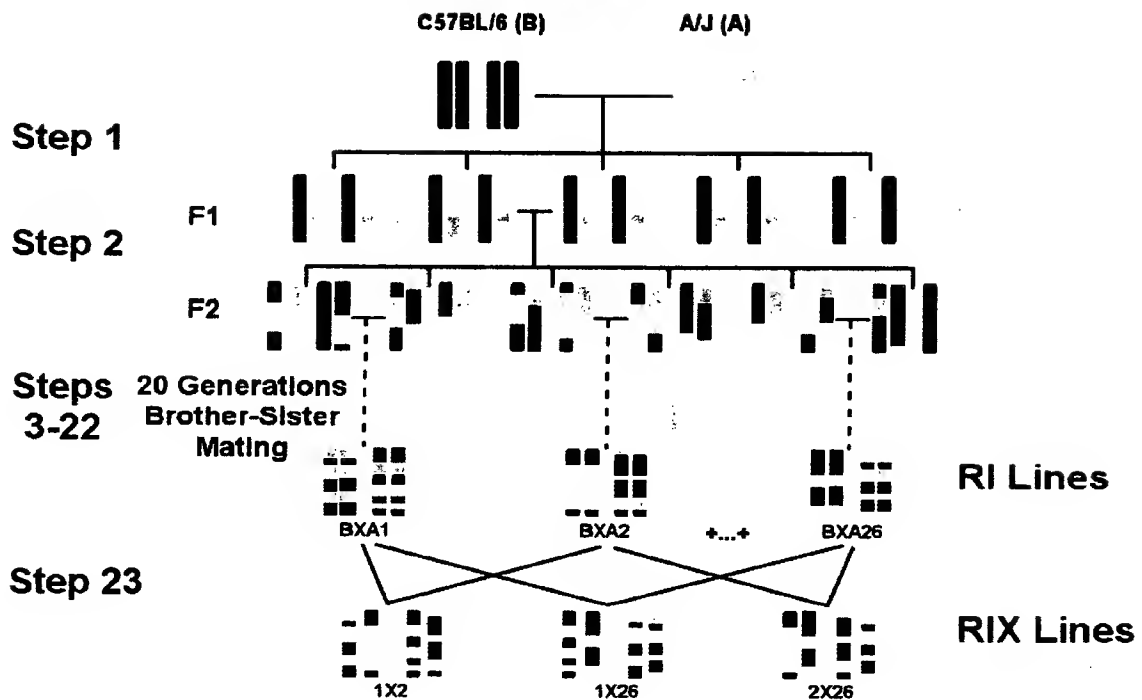 C57BL/6 (B) A/J (A)
Step 1
F1
Step 2
F2
Steps
3-22
20 Generations
Brother-Sister
Mating
RI Lines
BXA1 BXA2 +...+ BXA26
Step 23
RIX Lines
1X2 1X26 2X26